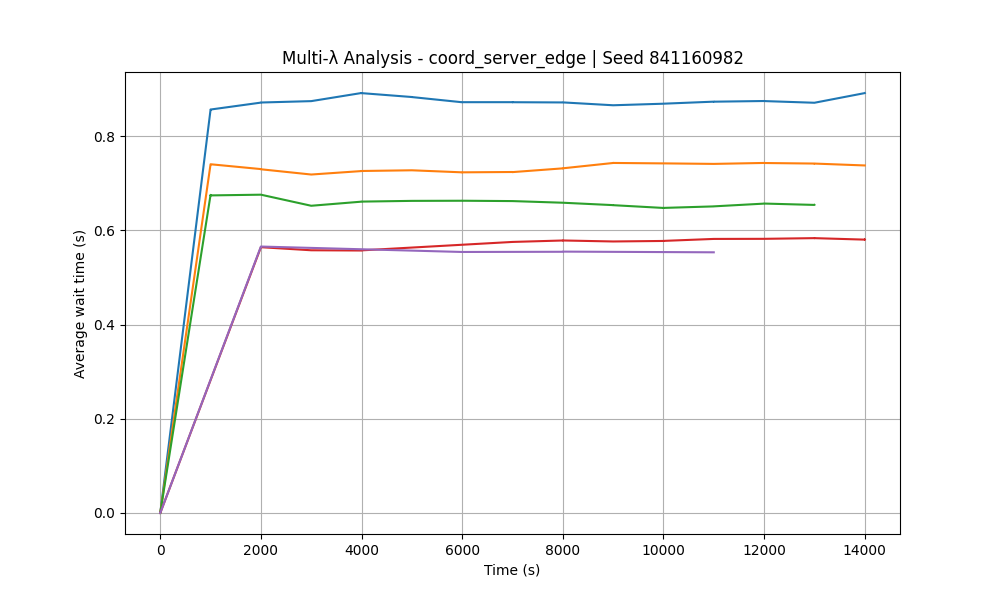 Multi-λ Analysis - coord_server_edge | Seed 841160982
Average wait time (s)
0.8
0.6
0.4
0.2
0.0
0 2000 4000 6000 8000 10000 12000 14000
Time (s)